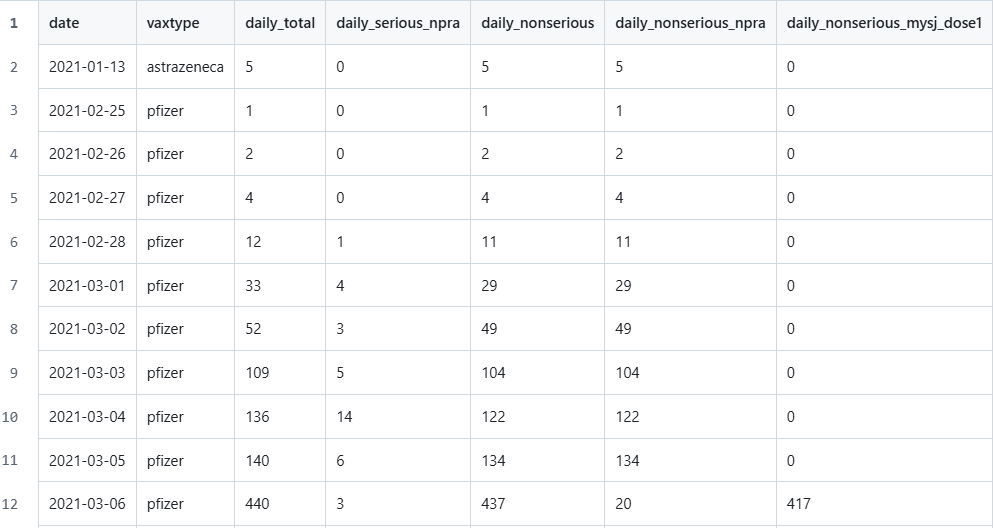 1 date vaxtype daily_total daily_serious_npra daily_nonserious daily_nonserious_npra daily_nonserious_mysj_dose1
2 2021-01-13 astrazeneca 5 0 5 5 0
3 2021-02-25 pfizer 1 0 1 1 0
4 2021-02-26 pfizer 2 0 2 2 0
5 2021-02-27 pfizer 4 0 4 4 0
6 2021-02-28 pfizer 12 1 11 11 0
7 2021-03-01 pfizer 33 4 29 29 0
8 2021-03-02 pfizer 52 3 49 49 0
9 2021-03-03 pfizer 109 5 104 104 0
10 2021-03-04 pfizer 136 14 122 122 0
11 2021-03-05 pfizer 140 6 134 134 0
12 2021-03-06 pfizer 440 3 437 20 417